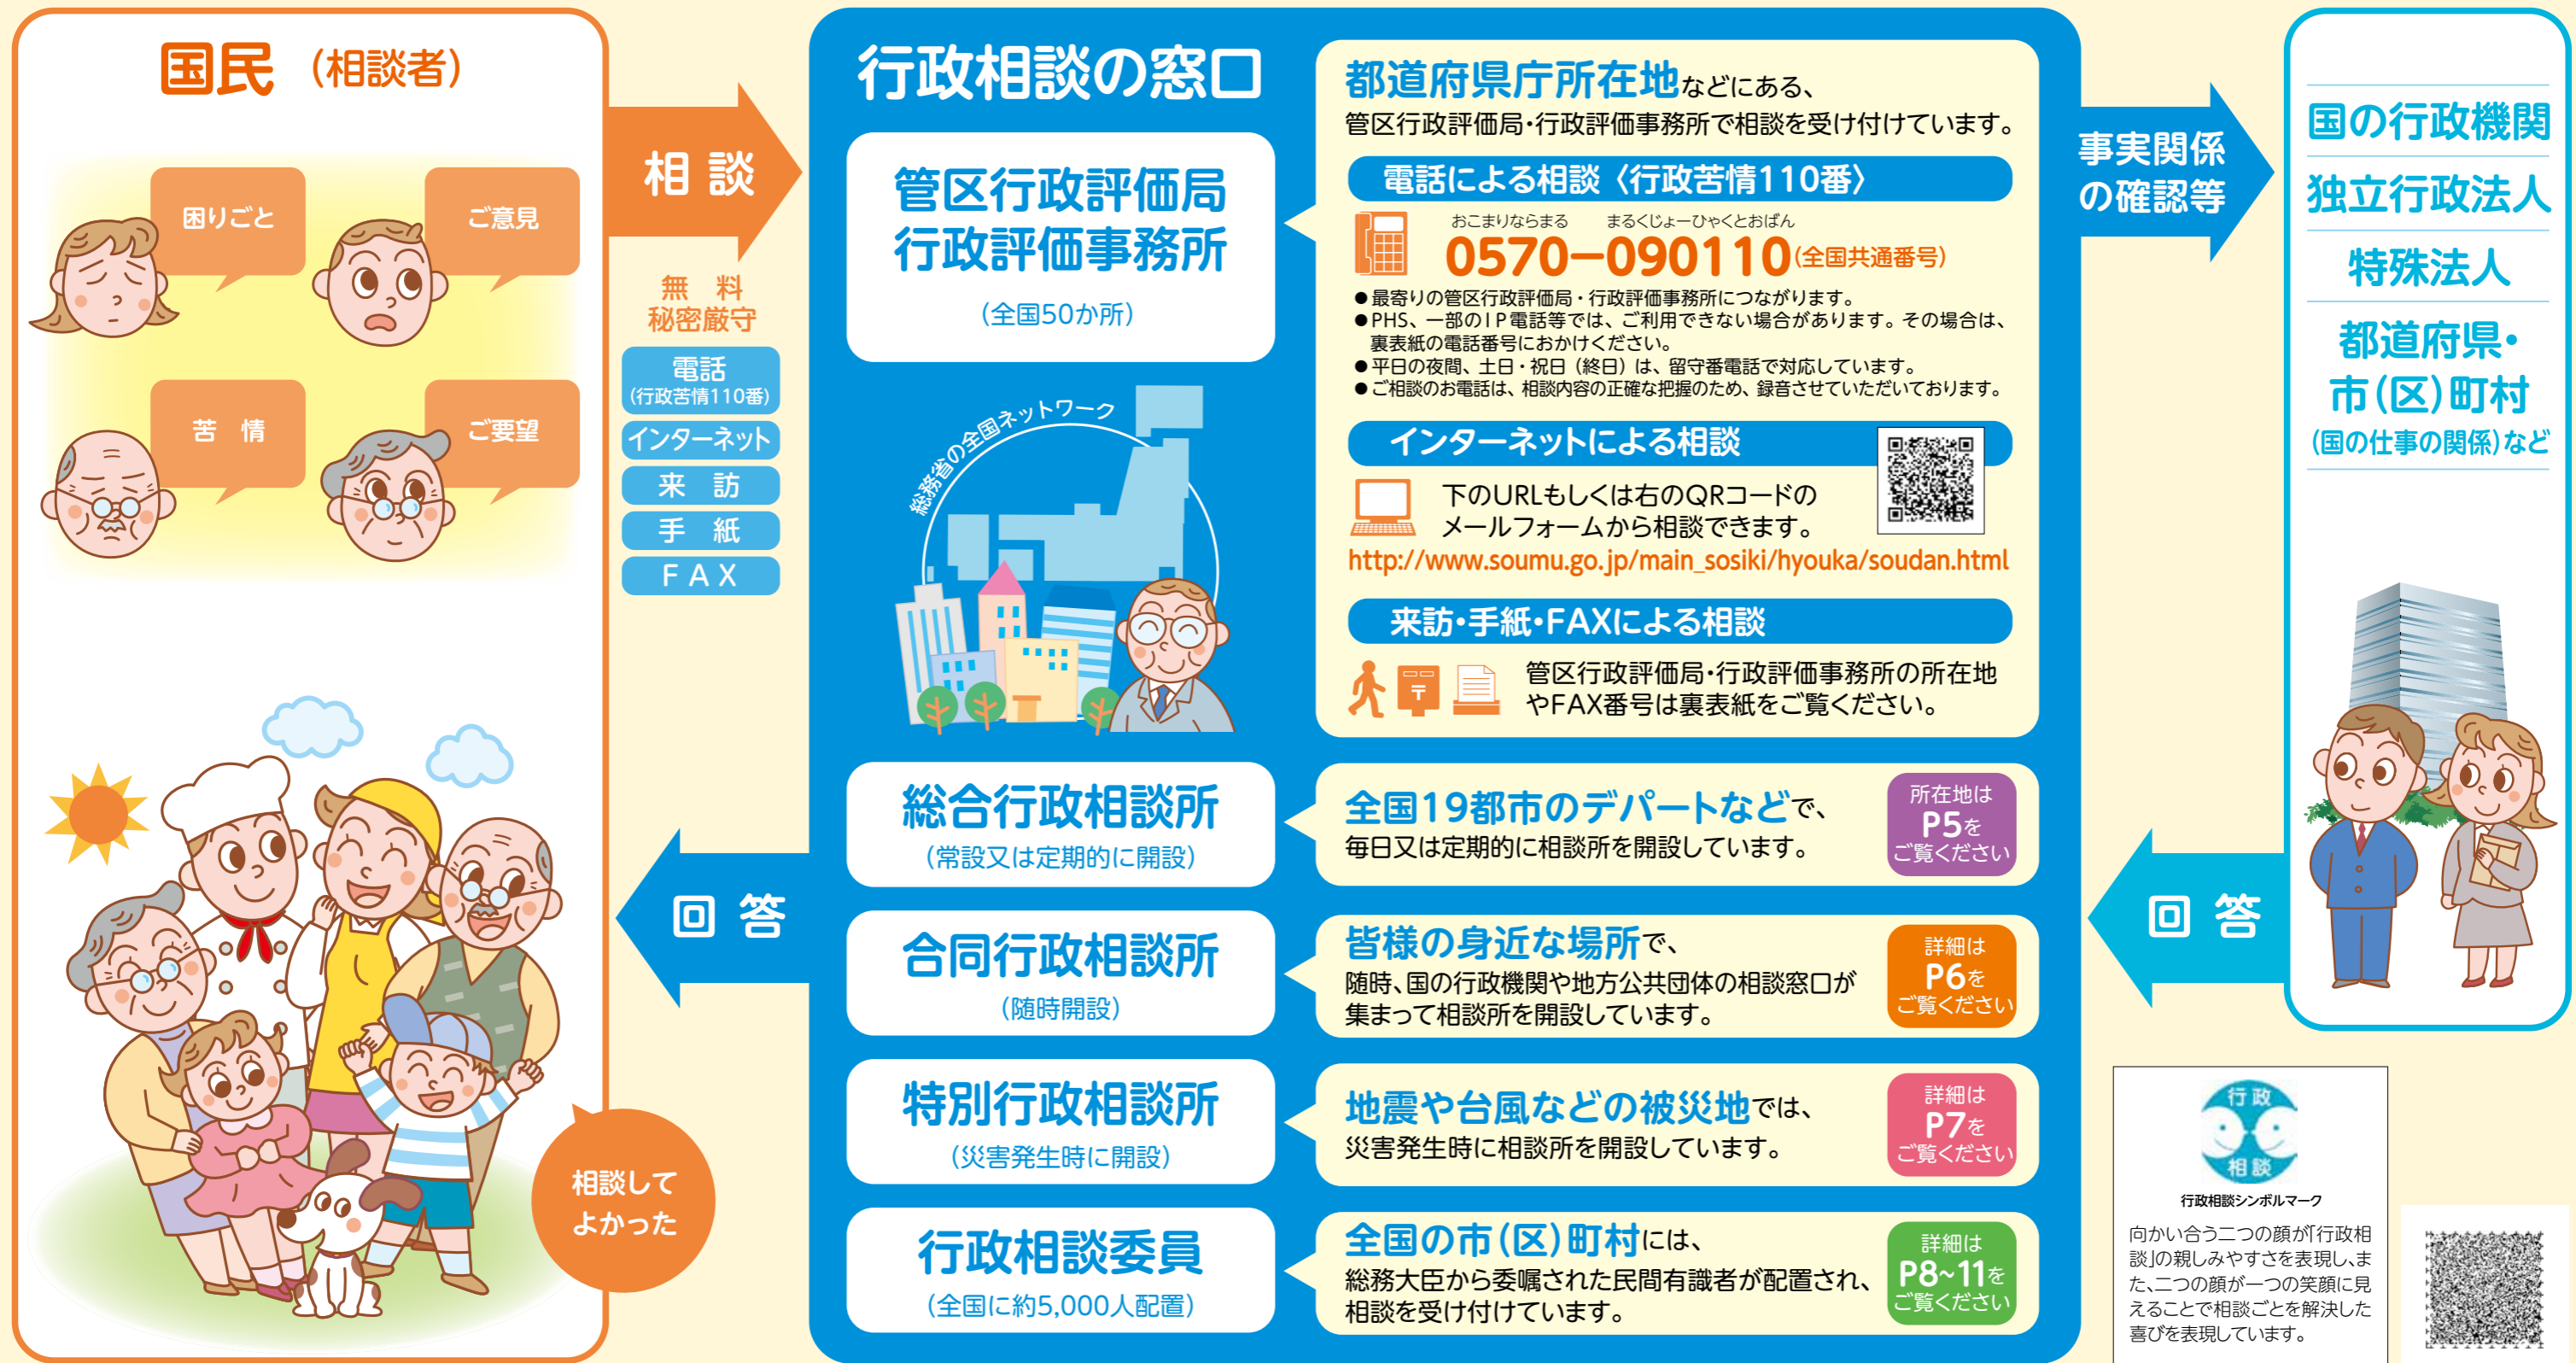 国民（相談者）
困りごと
ご意見
苦　情
ご要望
相談して
よかった
相 談
無　料
秘密厳守
電話
(行政苦情110番)
インターネット
来　訪
手　紙
ＦＡＸ
回 答
行政相談の窓口
管区行政評価局
行政評価事務所
（全国50か所）
総務省の全国ネットワーク
都道府県庁所在地などにある、
管区行政評価局・行政評価事務所で相談を受け付けています。
電話による相談〈行政苦情110番〉
おこまりならまる　まるくじょーひゃくとおばん
0570－090110(全国共通番号)
●最寄りの管区行政評価局・行政評価事務所につながります。
●PHS、一部のＩＰ電話等では、ご利用できない場合があります。その場合は、
裏表紙の電話番号におかけください。
●平日の夜間、土日・祝日（終日）は、留守番電話で対応しています。
●ご相談のお電話は、相談内容の正確な把握のため、録音させていただいております。
インターネットによる相談
下のURLもしくは右のQRコードの
メールフォームから相談できます。
http://www.soumu.go.jp/main_sosiki/hyouka/soudan.html
来訪・手紙・FAXによる相談
管区行政評価局・行政評価事務所の所在地
やFAX番号は裏表紙をご覧ください。
総合行政相談所
（常設又は定期的に開設）
全国19都市のデパートなどで、
毎日又は定期的に相談所を開設しています。
所在地は
P5を
ご覧ください
合同行政相談所
（随時開設）
皆様の身近な場所で、
随時、国の行政機関や地方公共団体の相談窓口が
集まって相談所を開設しています。
詳細は
P6を
ご覧ください
特別行政相談所
（災害発生時に開設）
地震や台風などの被災地では、
災害発生時に相談所を開設しています。
詳細は
P7を
ご覧ください
行政相談委員
（全国に約5,000人配置）
全国の市(区)町村には、
総務大臣から委嘱された民間有識者が配置され、
相談を受け付けています。
詳細は
P8~11を
ご覧ください
事実関係
の確認等
回 答
国の行政機関
独立行政法人
特殊法人
都道府県・
市(区)町村
(国の仕事の関係)など
行政
相談
行政相談シンボルマーク
向かい合う二つの顔が「行政相
談」の親しみやすさを表現し、ま
た、二つの顔が一つの笑顔に見
えることで相談ごとを解決した
喜びを表現しています。